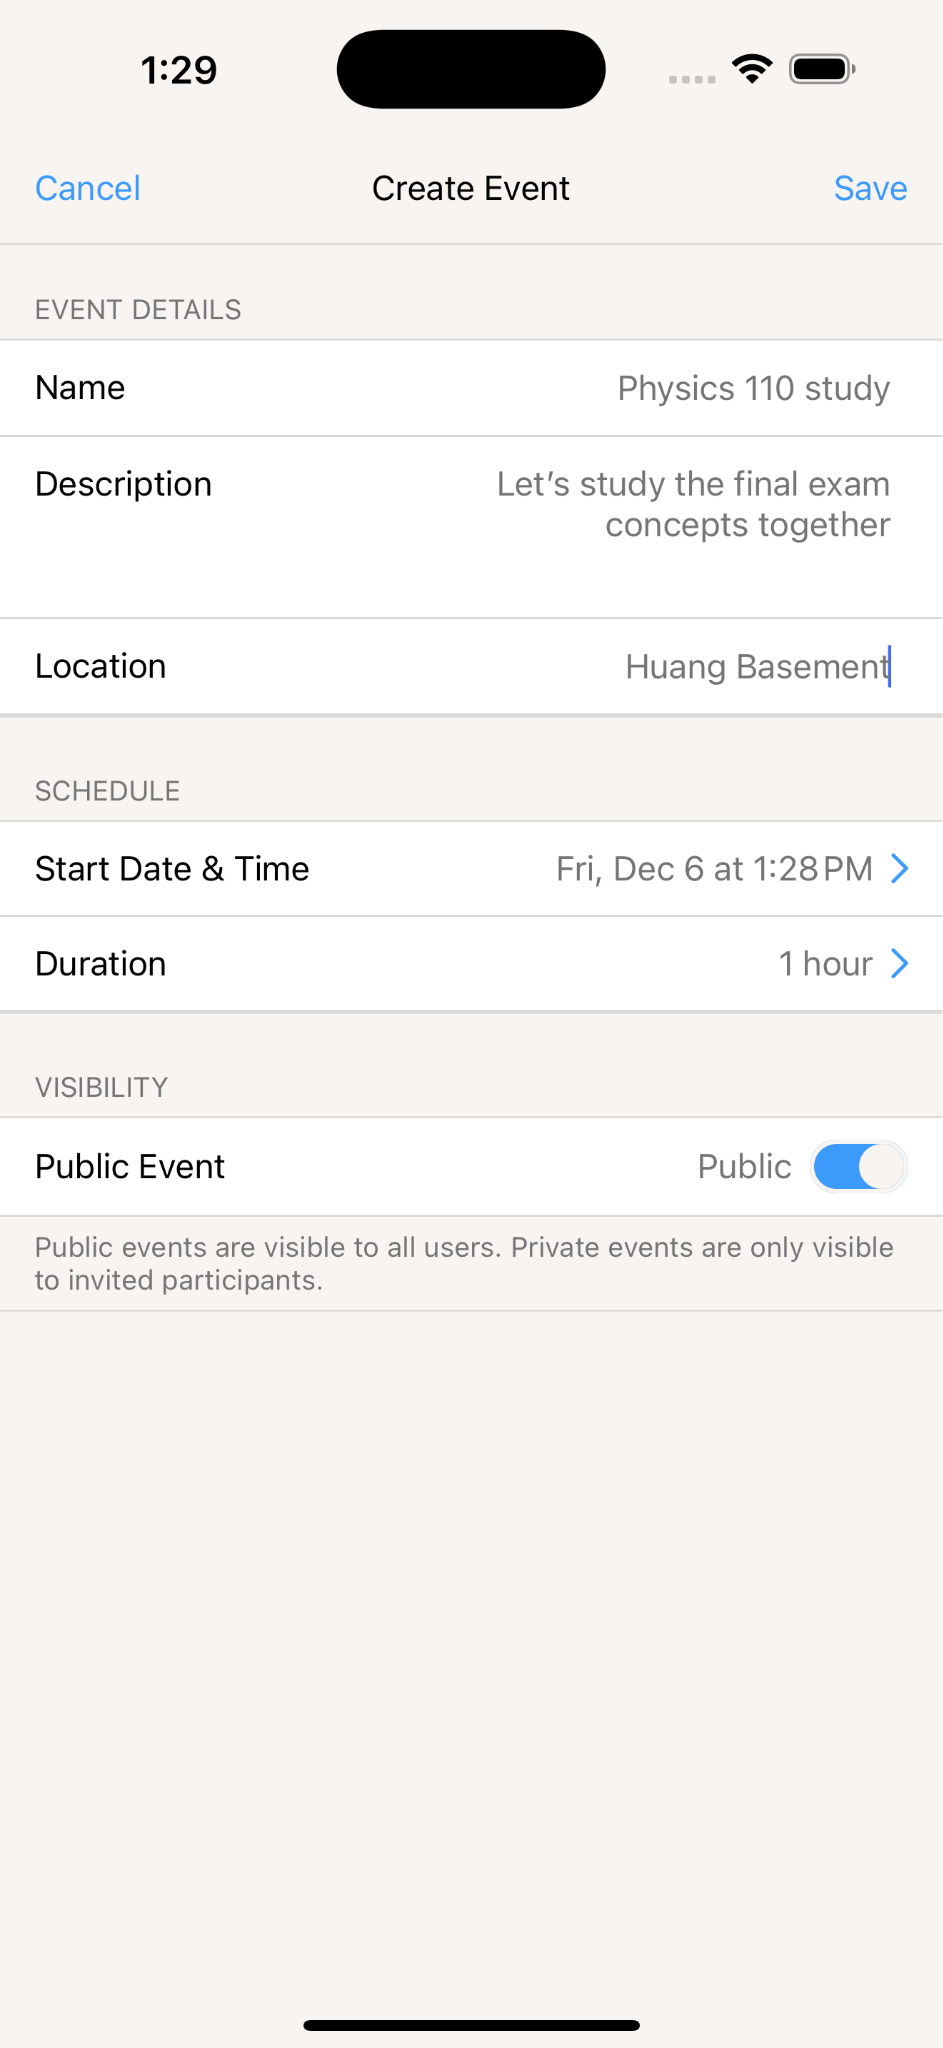 1:29
Cancel Create Event Save
EVENT DETAILS
Name Physics 110 study
Description Let’s study the final exam
concepts together
Location Huang Basement
SCHEDULE
Start Date & Time Fri, Dec 6 at 1:28 PM
Duration 1 hour
VISIBILITY
Public Event Public
Public events are visible to all users. Private events are only visible
to invited participants.